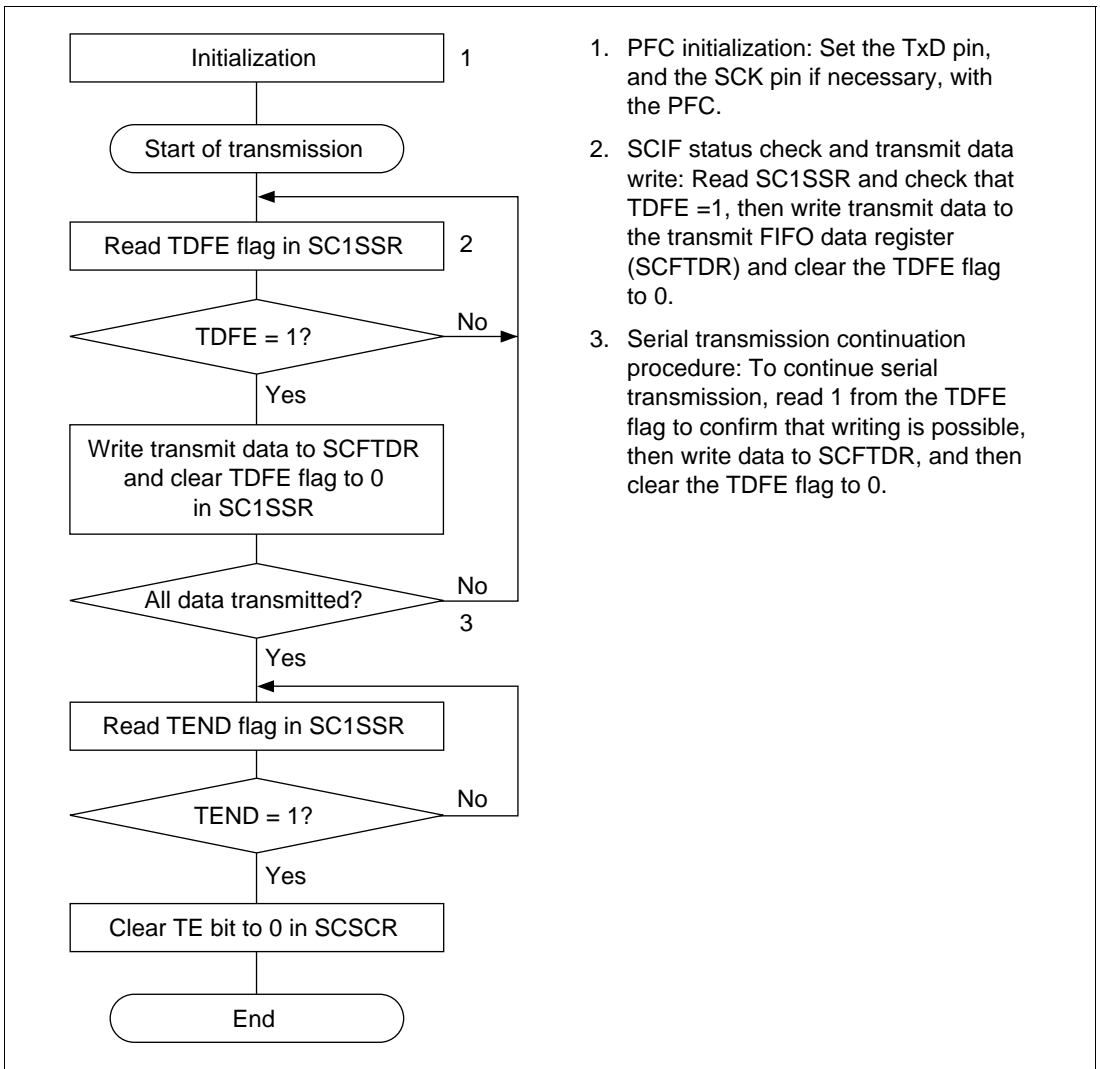 Initialization
1
Start of transmission
Read TDFE flag in SC1SSR
2
TDFE = 1?
No
Yes
Write transmit data to SCFTDR
and clear TDFE flag to 0
in SC1SSR
All data transmitted?
No
3
Yes
Read TEND flag in SC1SSR
TEND = 1?
No
Yes
Clear TE bit to 0 in SCSCR
End
1. PFC initialization: Set the TxD pin,
and the SCK pin if necessary, with
the PFC.
2. SCIF status check and transmit data
write: Read SC1SSR and check that
TDFE =1, then write transmit data to
the transmit FIFO data register
(SCFTDR) and clear the TDFE flag
to 0.
3. Serial transmission continuation
procedure: To continue serial
transmission, read 1 from the TDFE
flag to confirm that writing is possible,
then write data to SCFTDR, and then
clear the TDFE flag to 0.